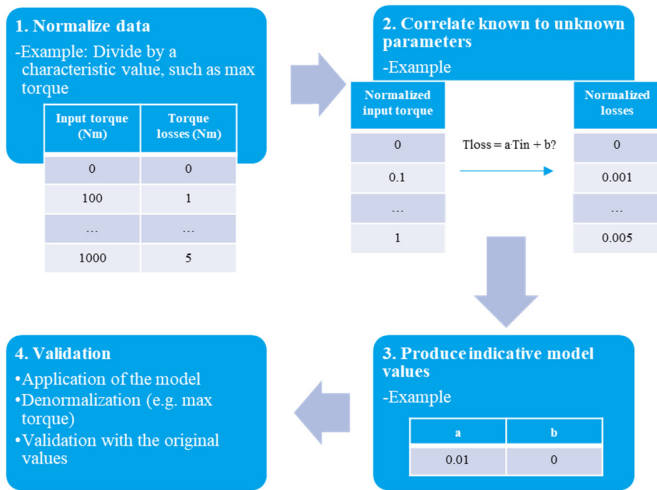 1. Normalize data
-Example: Divide by a
characteristic value, such as max
torque
Input torque Torque
(Nm) losses (Nm)
0 0
100 1
… …
1000 5
2. Correlate known to unknown
parameters
-Example
Normalized
input torque
0
0.1
…
1
Tloss = a·Tin + b?
Normalized
losses
0
0.001
…
0.005
3. Produce indicative model
values
-Example
a b
0.01 0
4. Validation
•Application of the model
•Denormalization (e.g. max
torque)
•Validation with the original
values